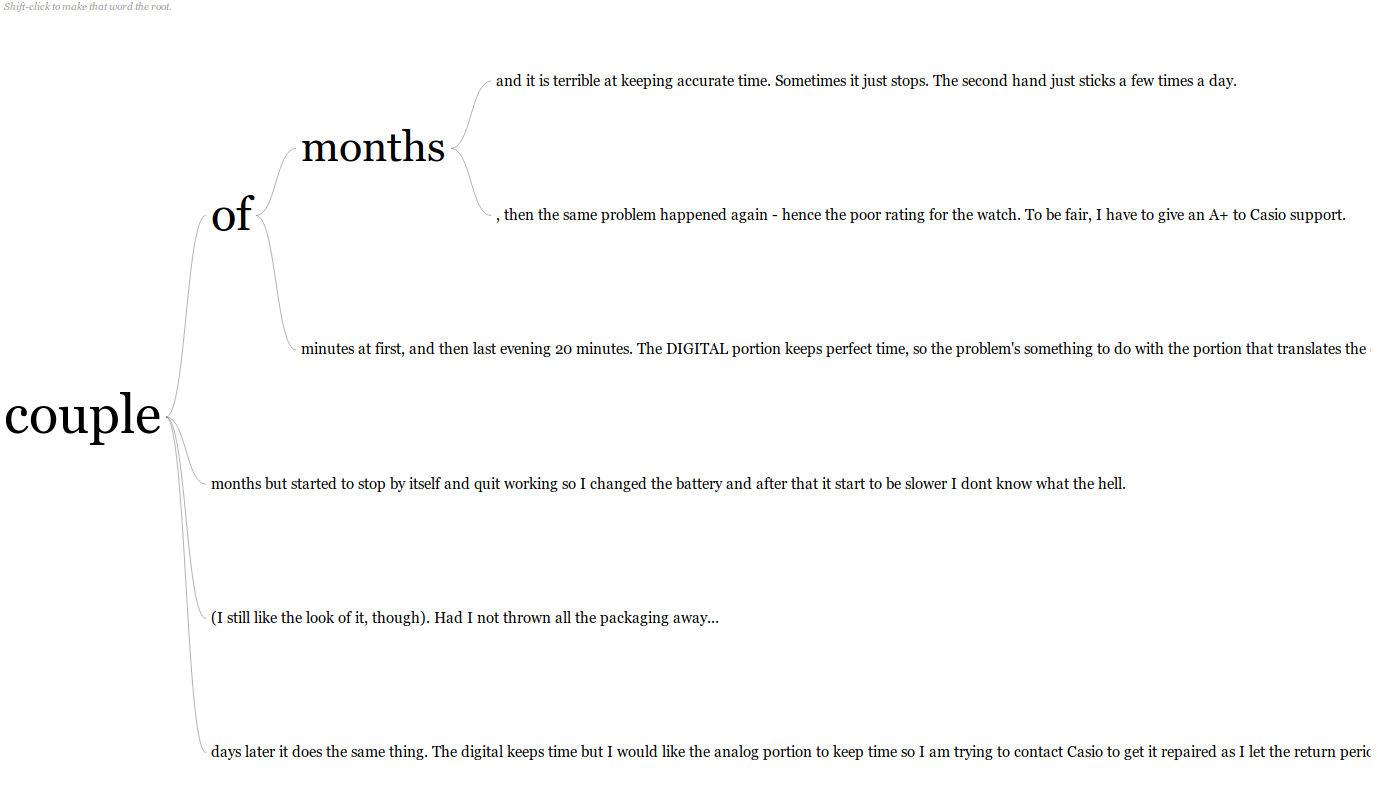 Shift-click to make that word the root.
and it is terrible at keeping accurate time. Sometimes it just stops. The second hand just sticks a few times a day.
months
of
, then the same problem happened again - hence the poor rating for the watch. To be fair, I have to give an A+ to Casio support.
minutes at first, and then last evening 20 minutes. The DIGITAL portion keeps perfect time, so the problem's something to do with the portion that translates the
couple
months but started to stop by itself and quit working so I changed the battery and after that it start to be slower I dont know what the hell.
(I still like the look of it, though). Had I not thrown all the packaging away...
days later it does the same thing. The digital keeps time but I would like the analog portion to keep time so I am trying to contact Casio to get it repaired as I let the return